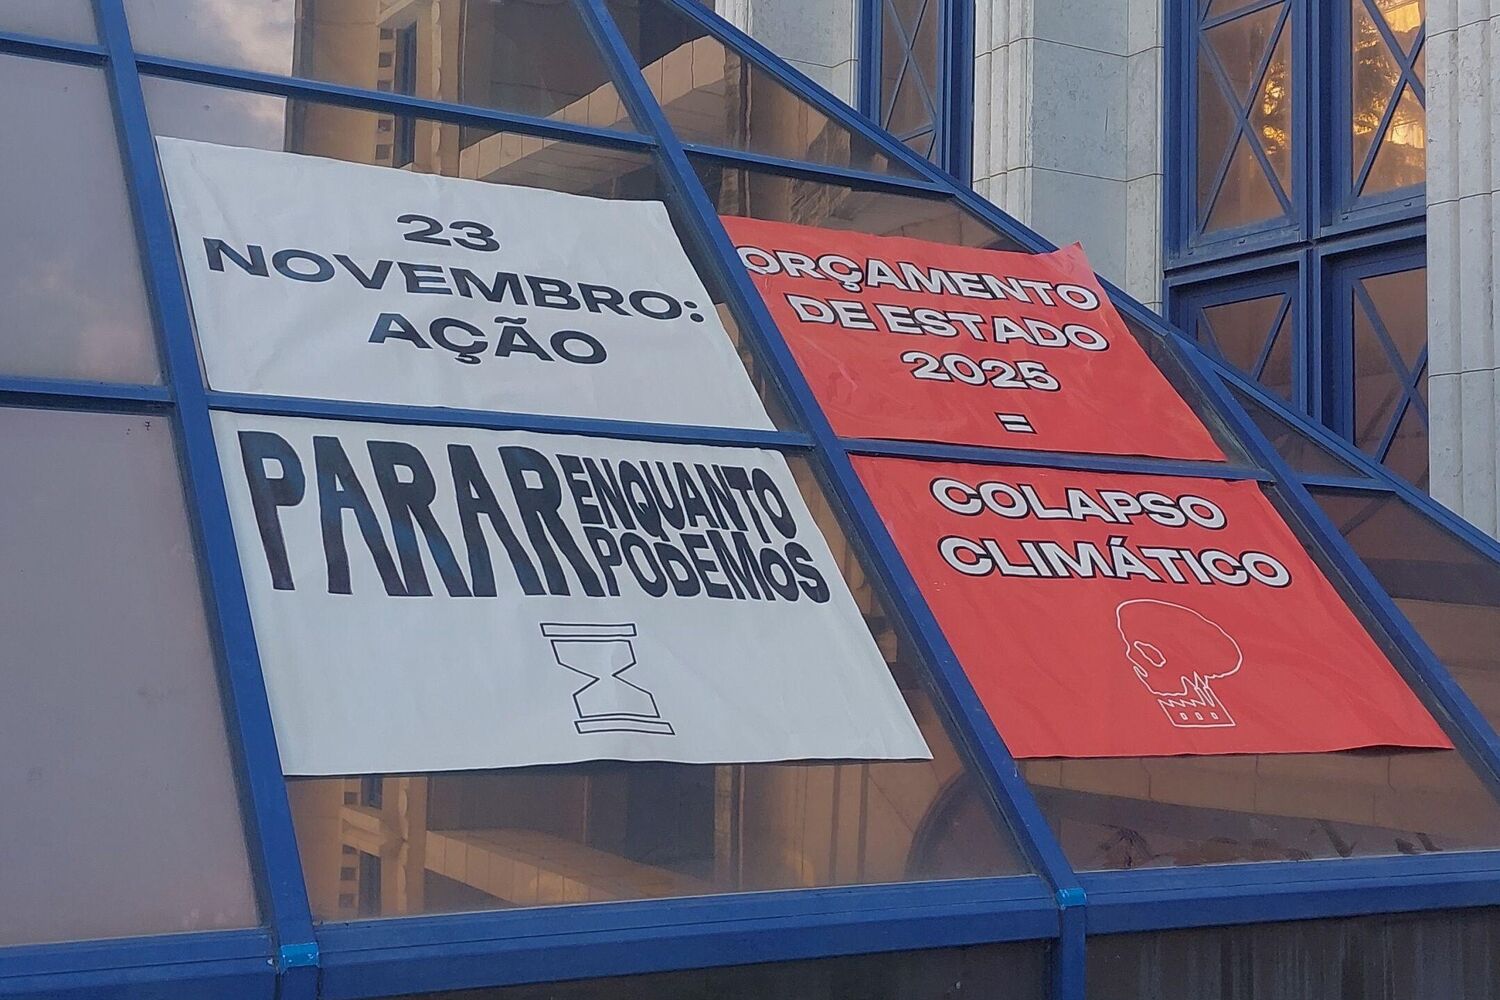 23
NOVEMBRO:
AÇÃO
PARAR ENQUANTO
PODEMOS
ORÇAMENTO
DE ESTADO
2025
=
COLAPSO
CLIMÁTICO